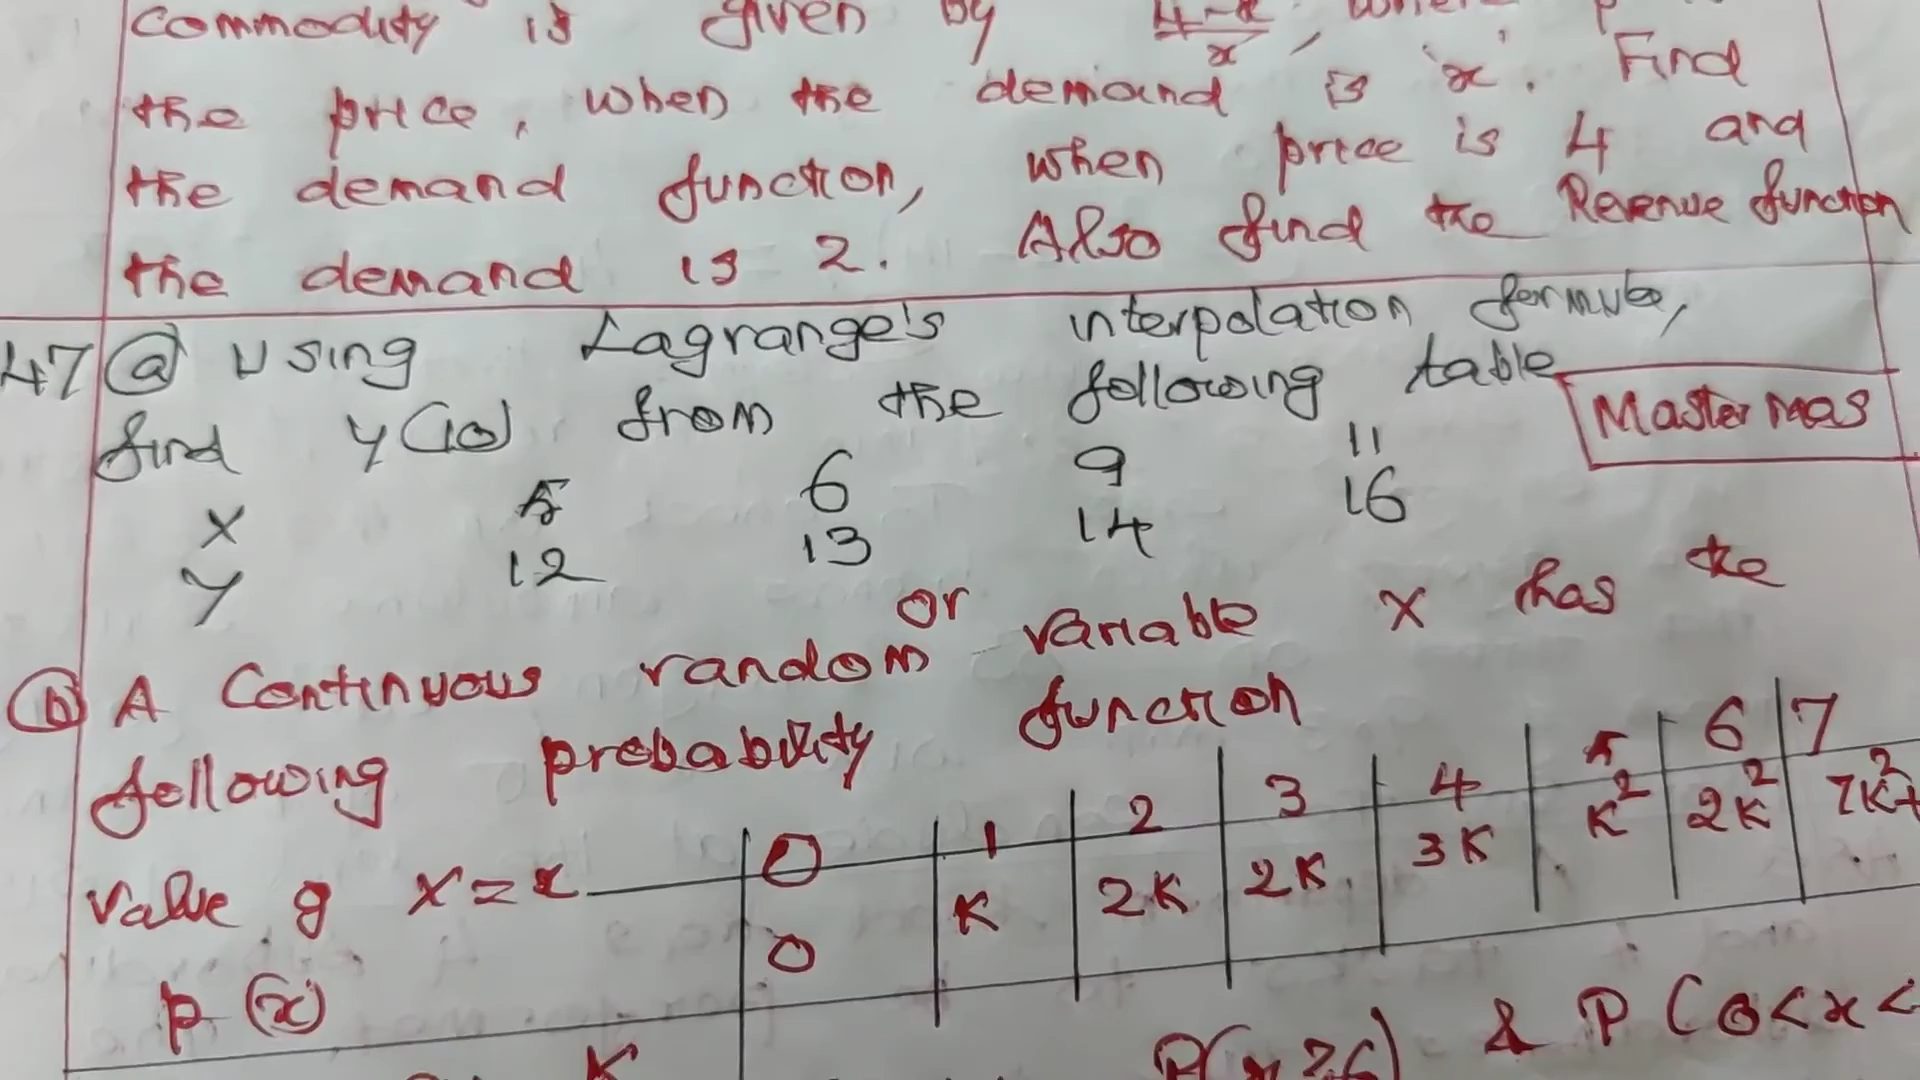 commodity is given by 4-x/x, where p
the price, when the demand is 'x'. Find
the demand function, when price is 4 and
the demand is 2. Also find the Revenue function
47 a Using Lagrange's interpolation formula,
find y(10) from the following table
Master mas
X 5 6 9 11
Y 12 13 14 16
or
b A Continuous random variable X has the
following probability function
Value of X=x 0 1 2 3 4 5 6 7
P(x) 0 K 2K 2K 3K K² 2K² 7K²+
K P(x≥6) & P(0<x<